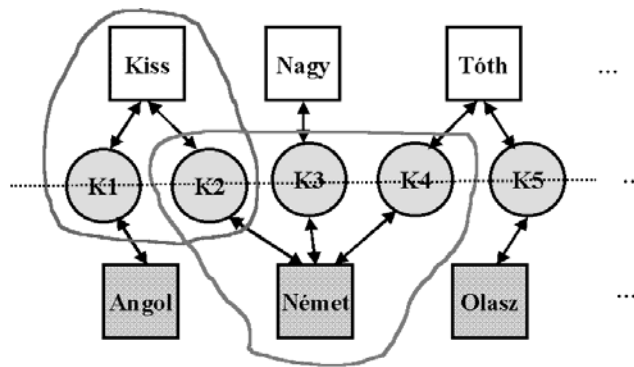 Kiss Nagy Tóth ...
K1 K2 K3 K4 K5 ...
Angol Német Olasz ...